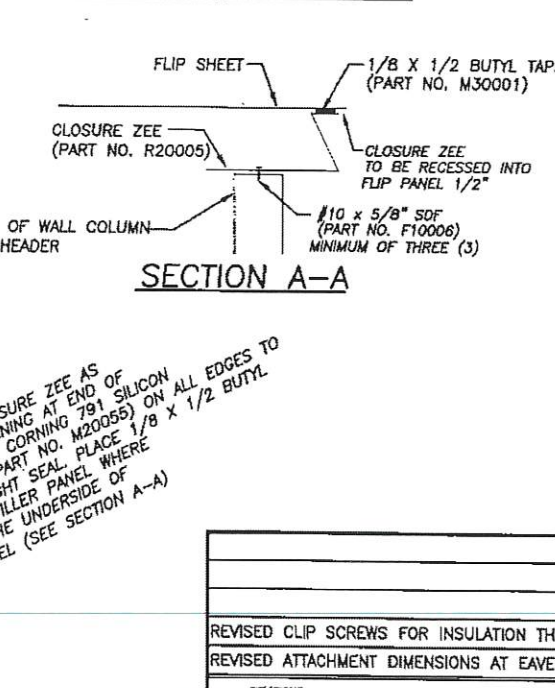 FLIP SHEET
1/8 X 1/2 BUTYL TAP
(PART NO. M30001)
CLOSURE ZEE
(PART NO. R20005)
CLOSURE ZEE
TO BE RECESSED INTO
FLIP PANEL 1/2"
OF WALL COLUMN
HEADER
#10 x 5/8" SDF
(PART NO. F10006)
MINIMUM OF THREE (3)
SECTION A-A
SURE ZEE AS
NING AT END OF
CORNING 791 SILICON
PART NO. M20055) ON ALL EDGES TO
GHT SEAL. PLACE 1/8 X 1/2 BUTYL
ILLER PANEL WHERE
HE UNDERSIDE OF
EL (SEE SECTION A-A)
REVISED CLIP SCREWS FOR INSULATION TH
REVISED ATTACHMENT DIMENSIONS AT EAVE